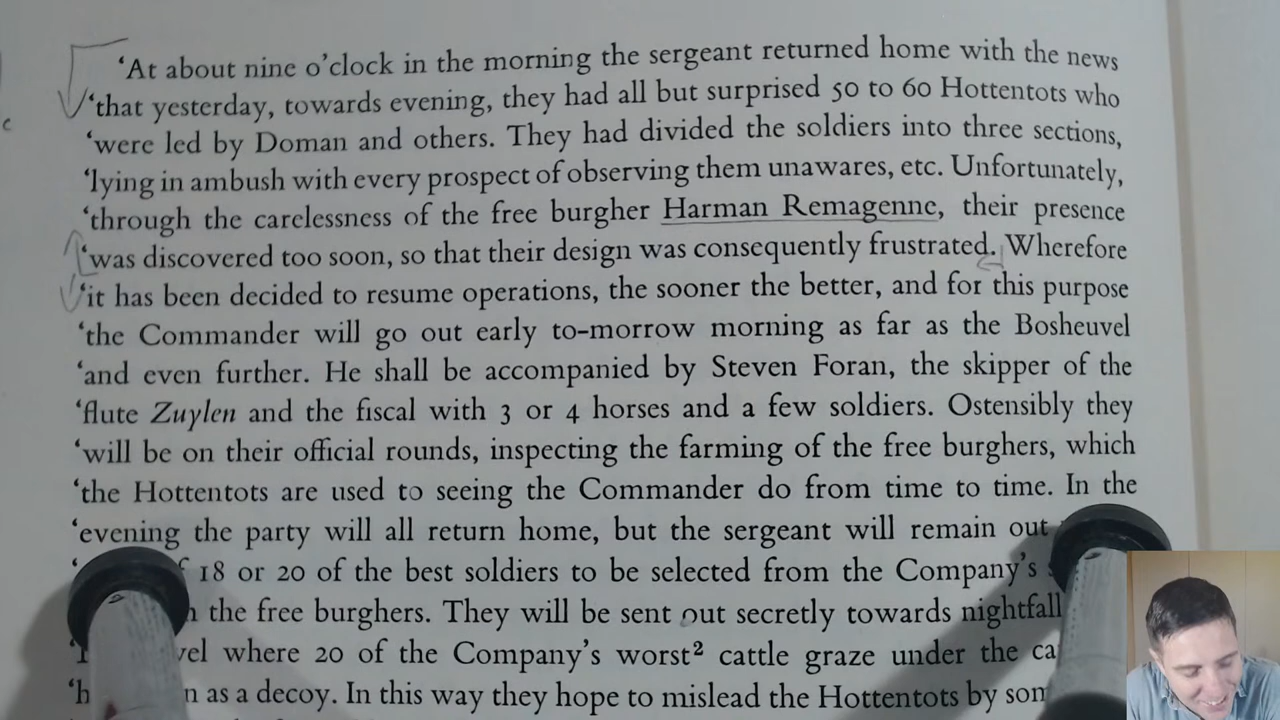 ‘At about nine o’clock in the morning the sergeant returned home with the news
‘that yesterday, towards evening, they had all but surprised 50 to 60 Hottentots who
‘were led by Doman and others. They had divided the soldiers into three sections,
‘lying in ambush with every prospect of observing them unawares, etc. Unfortunately,
‘through the carelessness of the free burgher Harman Remagenne, their presence
‘was discovered too soon, so that their design was consequently frustrated. Wherefore
‘it has been decided to resume operations, the sooner the better, and for this purpose
‘the Commander will go out early to-morrow morning as far as the Bosheuvel
‘and even further. He shall be accompanied by Steven Foran, the skipper of the
‘flute Zuylen and the fiscal with 3 or 4 horses and a few soldiers. Ostensibly they
‘will be on their official rounds, inspecting the farming of the free burghers, which
‘the Hottentots are used to seeing the Commander do from time to time. In the
‘evening the party will all return home, but the sergeant will remain out
18 or 20 of the best soldiers to be selected from the Company’s
the free burghers. They will be sent out secretly towards nightfall
where 20 of the Company’s worst² cattle graze under the
as a decoy. In this way they hope to mislead the Hottentots by